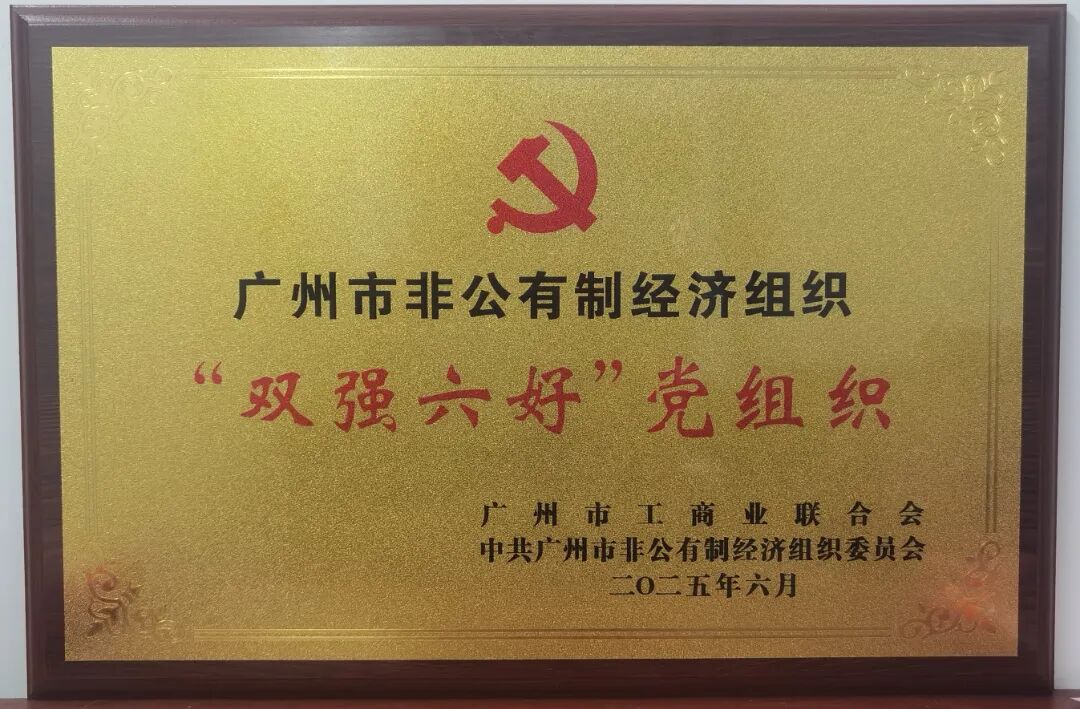 广州市非公有制经济组织
“双强六好”党组织
广州市工商业联合会
中共广州市非公有制经济组织委员会
二〇二五年六月